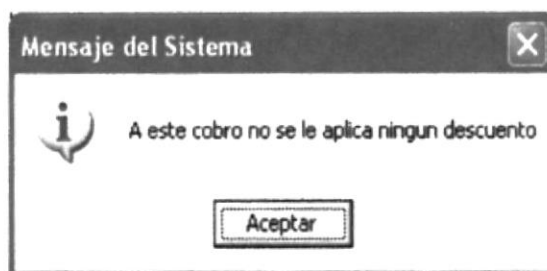 Mensaje del Sistema
A este cobro no se le aplica ningun descuento
Aceptar